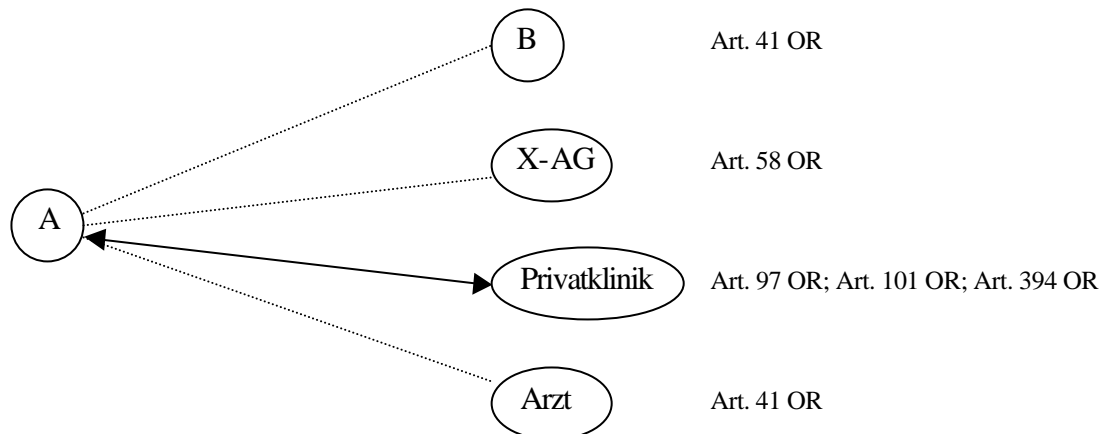 B Art. 41 OR
X-AG Art. 58 OR
A
Privatklinik Art. 97 OR; Art. 101 OR; Art. 394 OR
Arzt Art. 41 OR